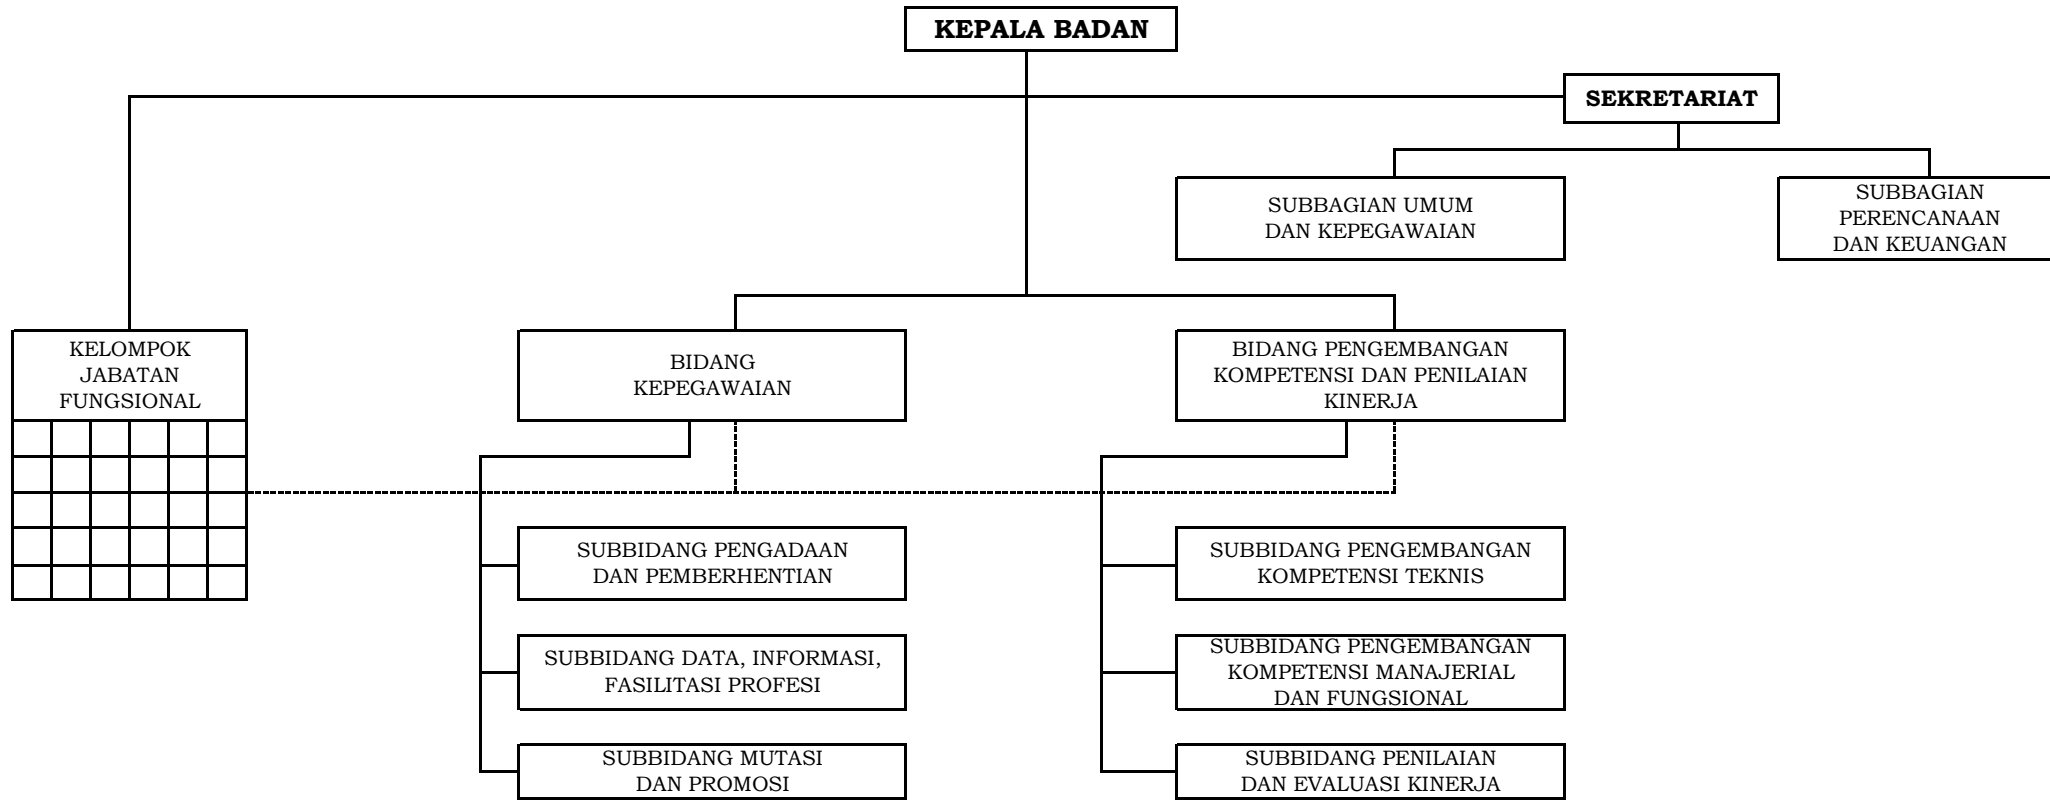 KEPALA BADAN
SEKRETARIAT
SUBBAGIAN UMUM
DAN KEPEGAWAIAN
SUBBAGIAN
PERENCANAAN
DAN KEUANGAN
KELOMPOK
JABATAN
FUNGSIONAL
BIDANG
KEPEGAWAIAN
BIDANG PENGEMBANGAN
KOMPETENSI DAN PENILAIAN
KINERJA
SUBBIDANG PENGADAAN
DAN PEMBERHENTIAN
SUBBIDANG PENGEMBANGAN
KOMPETENSI TEKNIS
SUBBIDANG DATA, INFORMASI,
FASILITASI PROFESI
SUBBIDANG PENGEMBANGAN
KOMPETENSI MANAJERIAL
DAN FUNGSIONAL
SUBBIDANG MUTASI
DAN PROMOSI
SUBBIDANG PENILAIAN
DAN EVALUASI KINERJA